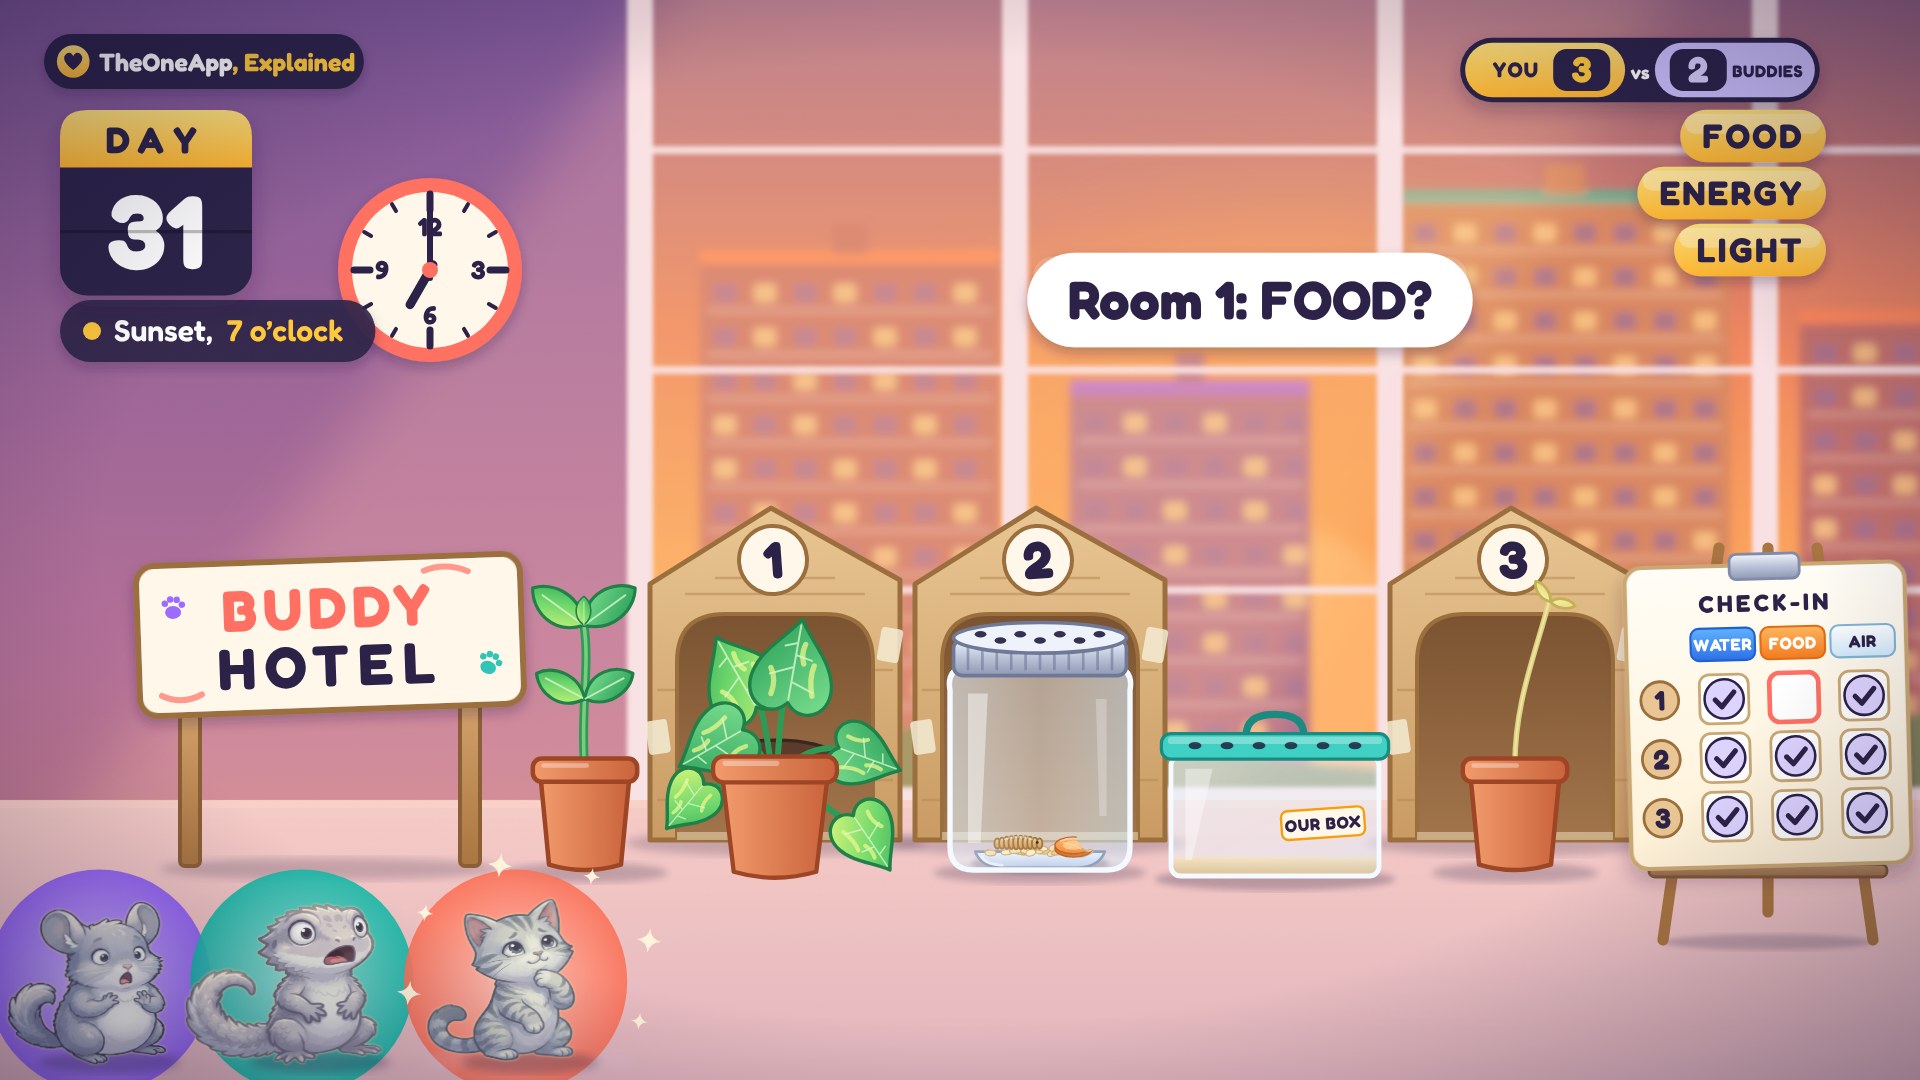 TheOneApp, Explained
YOU 3 vs 2 BUDDIES
DAY
31
FOOD
ENERGY
LIGHT
12
9 3
6
Sunset, 7 o'clock
Room 1: FOOD?
1
2
3
BUDDY
HOTEL
CHECK-IN
WATER FOOD AIR
1
2
3
OUR BOX